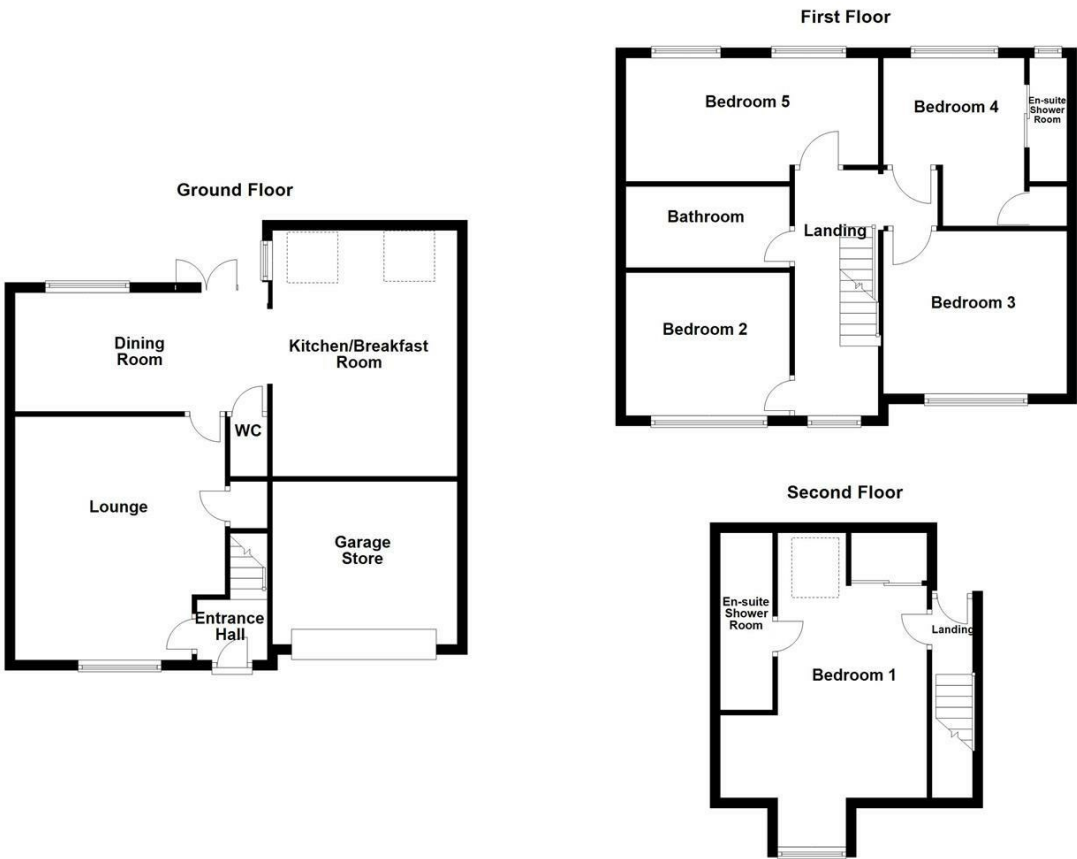 Ground Floor
Dining
Room
Kitchen/Breakfast
Room
WC
Lounge
Garage
Store
Entrance
Hall
First Floor
Bedroom 5
Bedroom 4
En-suite
Shower
Room
Bathroom
Landing
Bedroom 2
Bedroom 3
Second Floor
En-suite
Shower
Room
Landing
Bedroom 1